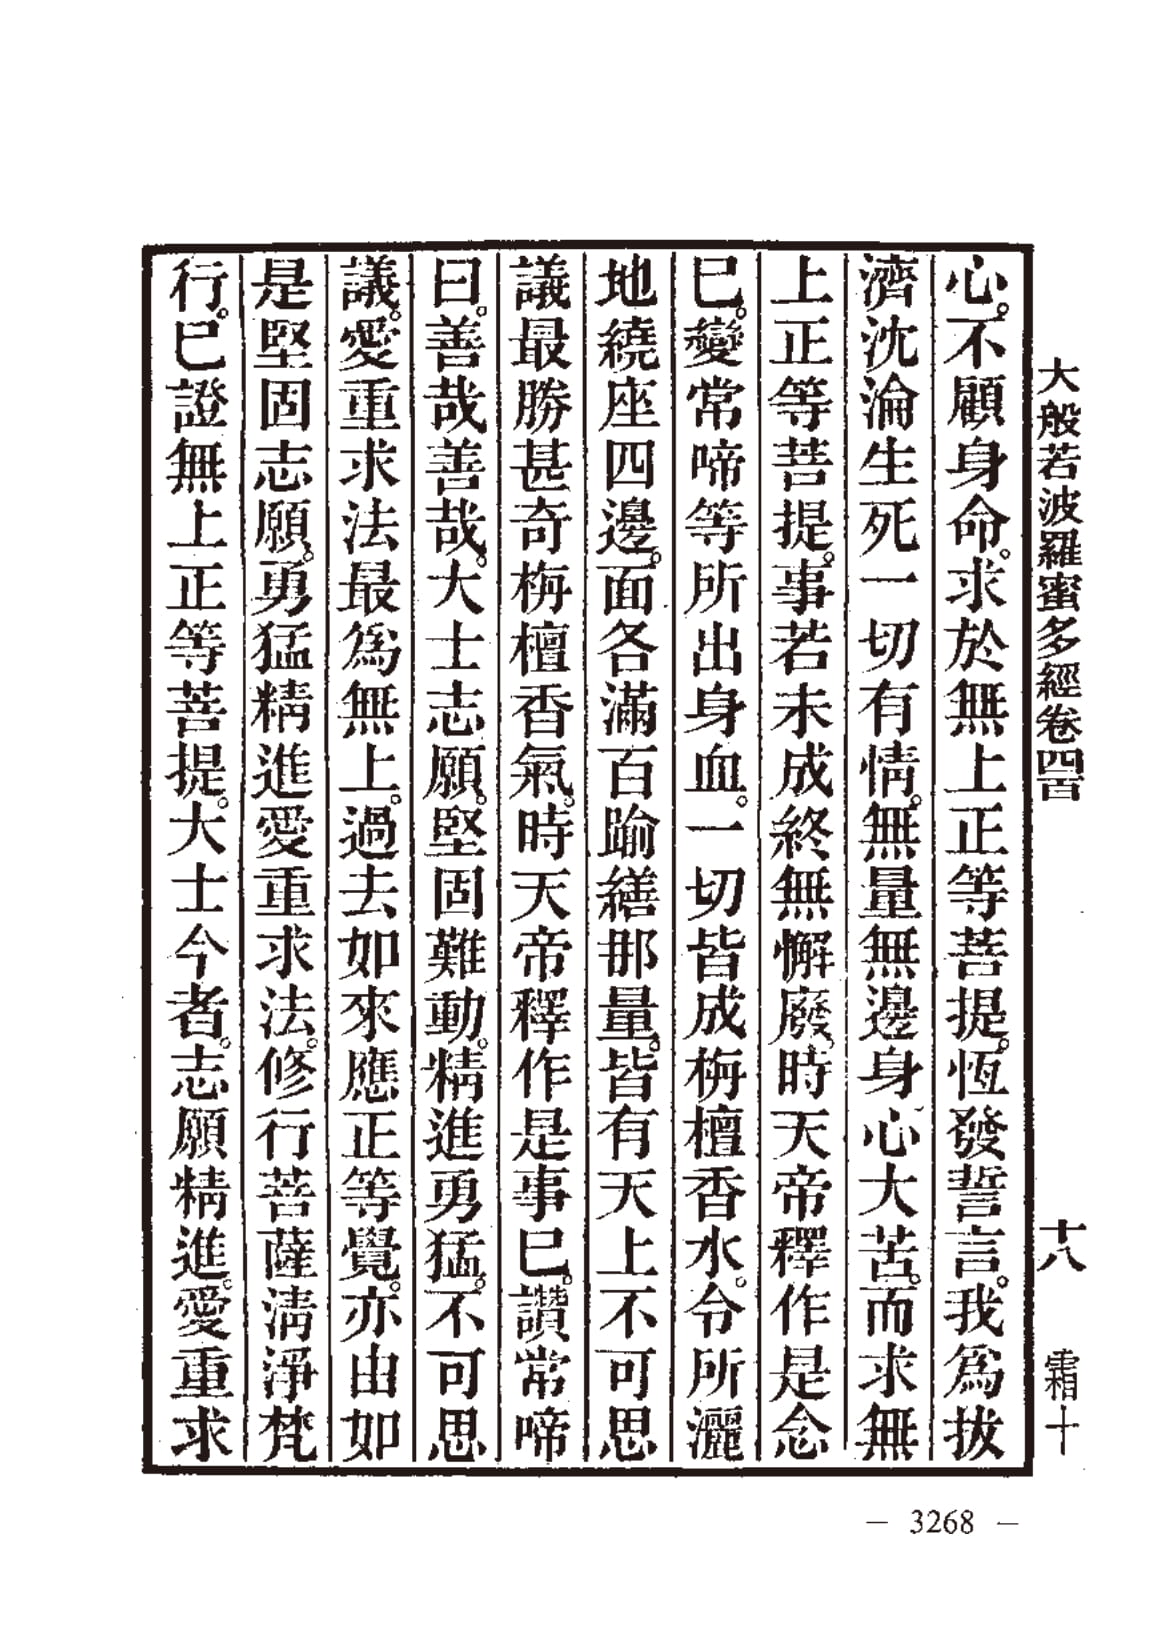 大般若波羅蜜多經卷四百 十八 霜十
心。不顧身命。求於無上正等菩提。恆發誓言。我為拔
濟沈淪生死一切有情。無量無邊身心大苦。而求無
上正等菩提。事若未成終無懈廢。時天帝釋作是念
已。變常啼等所出身血。一切皆成栴檀香水。令所灑
地繞座四邊。面各滿百踰繕那量。皆有天上不可思
議最勝甚奇栴檀香氣。時天帝釋作是事已。讚常啼
曰。善哉善哉。大士志願。堅固難動。精進勇猛。不可思
議。愛重求法最為無上。過去如來應正等覺。亦由如
是堅固志願。勇猛精進愛重求法。修行菩薩淸淨梵
行。已證無上正等菩提。大士今者。志願精進。愛重求
— 3268 —